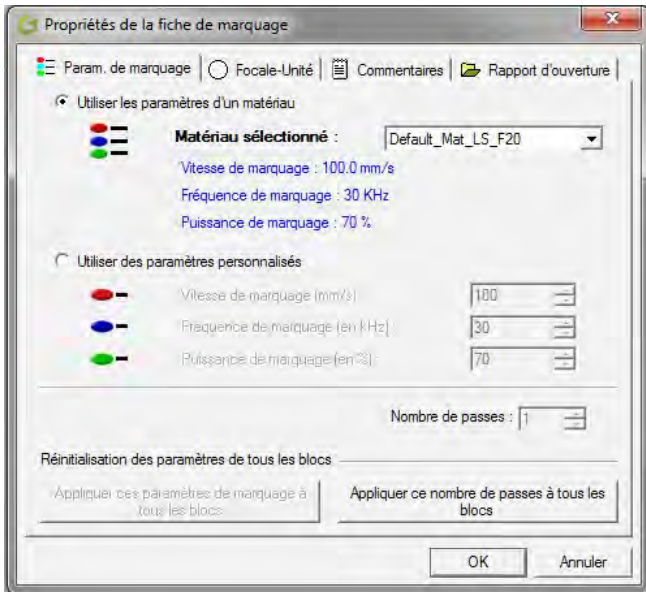 Propriétés de la fiche de marquage
Param. de marquage
Focale-Unité
Commentaires
Rapport d'ouverture
Utiliser les paramètres d'un matériau
Matériau sélectionné : Default_Mat_LS_F20
Vitesse de marquage : 100.0 mm/s
Fréquence de marquage : 30 KHz
Puissance de marquage : 70 %
Utiliser des paramètres personnalisés
Vitesse de marquage (mm/s) 100
Fréquence de marquage (en kHz) 30
Puissance de marquage (en %) 70
Nombre de passes : 1
Réinitialisation des paramètres de tous les blocs
Appliquer ces paramètres de marquage à
tous les blocs
Appliquer ce nombre de passes à tous les
blocs
OK
Annuler